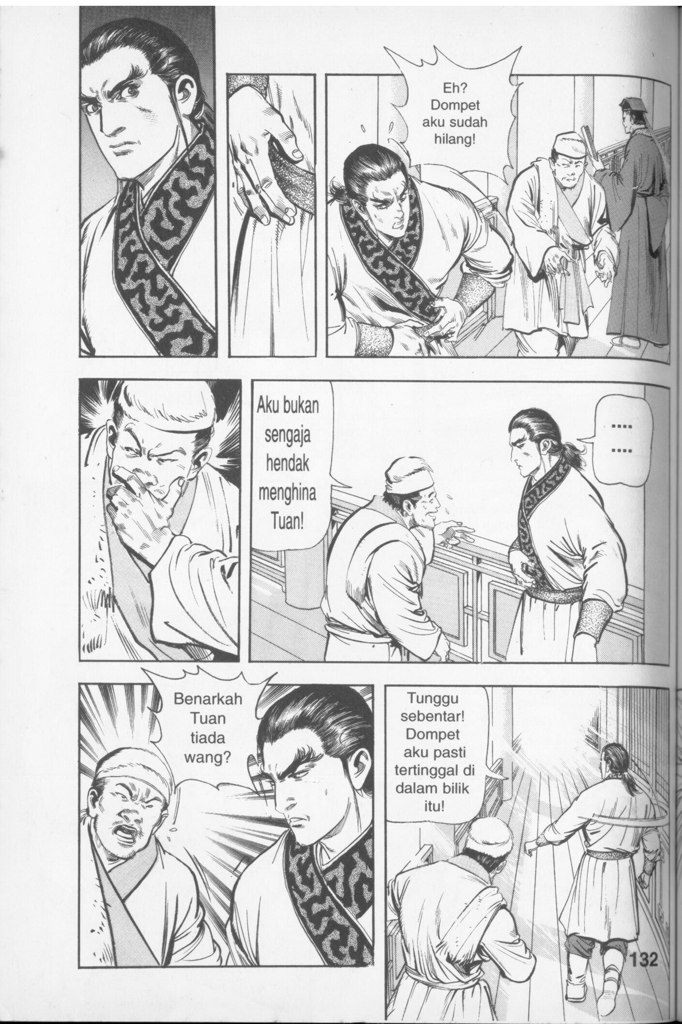 Eh?
Dompet
aku sudah
hilang!
Aku bukan
sengaja
hendak
menghina
Tuan!
....
....
Benarkah
Tuan
tiada
wang?
Tunggu
sebentar!
Dompet
aku pasti
tertinggal di
dalam bilik
itu!
132